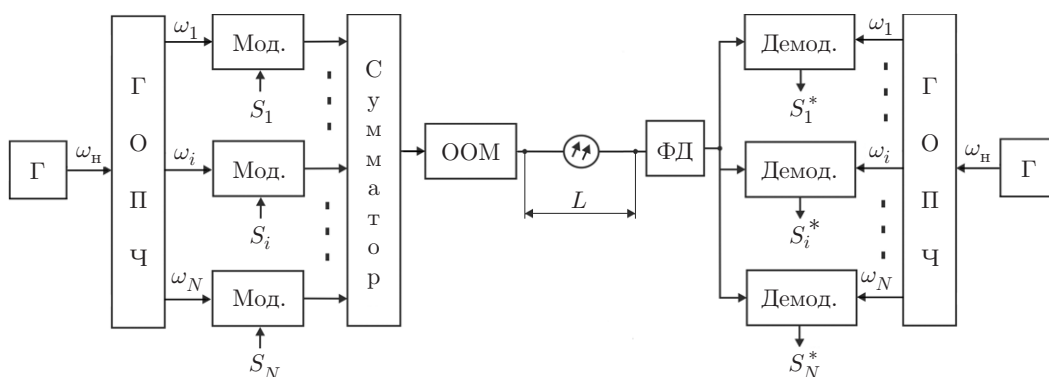 Г
ω_н
Г О П Ч
ω_1
Мод.
S_1
ω_i
Мод.
S_i
ω_N
Мод.
S_N
Сумматор
ООМ
L
ФД
Демод.
ω_1
S_1^*
Демод.
ω_i
S_i^*
Демод.
ω_N
S_N^*
Г О П Ч
ω_н
Г